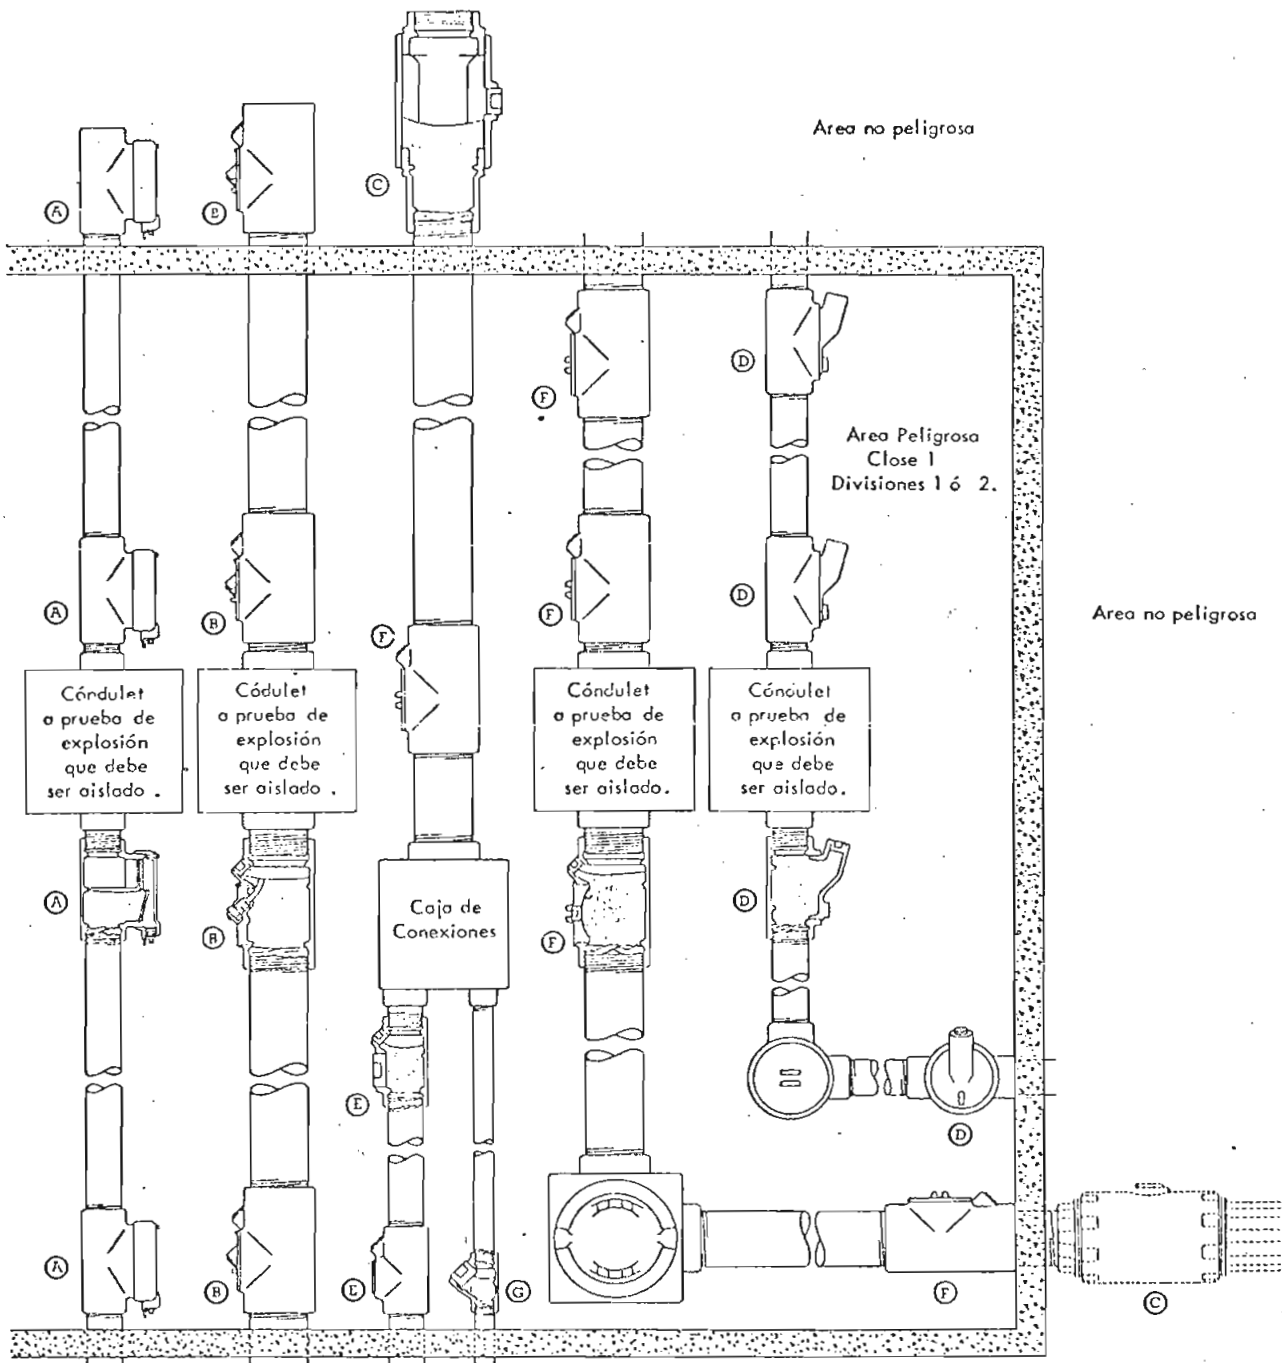 Area no peligrosa
A
B
C
F
D
Area Peligrosa
Close 1
Divisiones 1 ó 2.
A
B
F
F
D
Area no peligrosa
Cóndulet
a prueba de
explosión
que debe
ser aislado.
Códulet
a prueba de
explosión
que debe
ser aislado.
Cóndulet
a prueba de
explosión
que debe
ser aislado.
Cóndulet
a prueba de
explosión
que debe
ser aislado.
A
B
Caja de
Conexiones
F
D
E
D
A
B
E
G
F
C